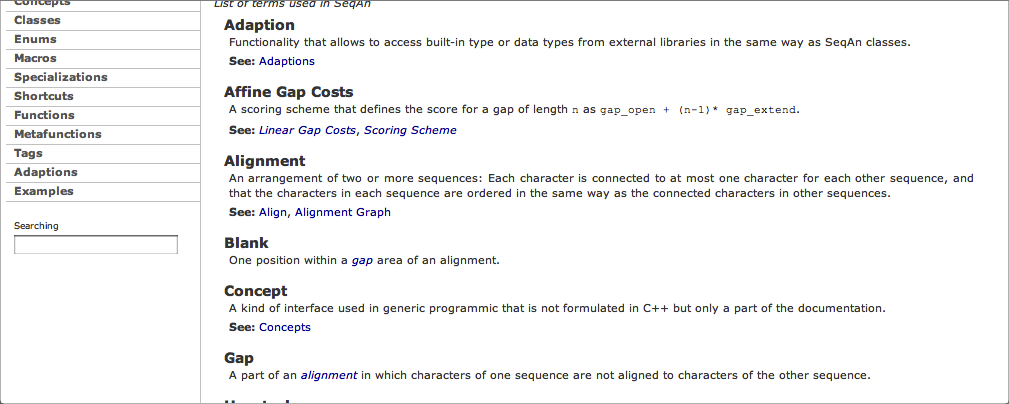 Concepts
Classes
Enums
Macros
Specializations
Shortcuts
Functions
Metafunctions
Tags
Adaptions
Examples
Searching
List of terms used in SeqAn
Adaption
Functionality that allows to access built-in type or data types from external libraries in the same way as SeqAn classes.
See: Adaptions
Affine Gap Costs
A scoring scheme that defines the score for a gap of length n as gap_open + (n-1)* gap_extend.
See: Linear Gap Costs, Scoring Scheme
Alignment
An arrangement of two or more sequences: Each character is connected to at most one character for each other sequence, and
that the characters in each sequence are ordered in the same way as the connected characters in other sequences.
See: Align, Alignment Graph
Blank
One position within a gap area of an alignment.
Concept
A kind of interface used in generic programmic that is not formulated in C++ but only a part of the documentation.
See: Concepts
Gap
A part of an alignment in which characters of one sequence are not aligned to characters of the other sequence.